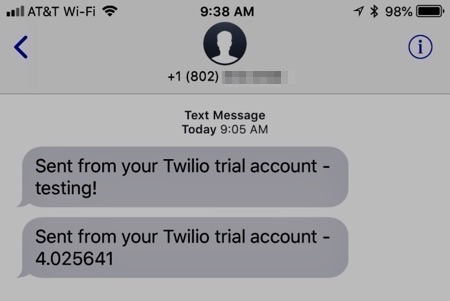 AT&T Wi-Fi 9:38 AM 98%
+1 (802)
Text Message
Today 9:05 AM
Sent from your Twilio trial account -
testing!
Sent from your Twilio trial account -
4.025641